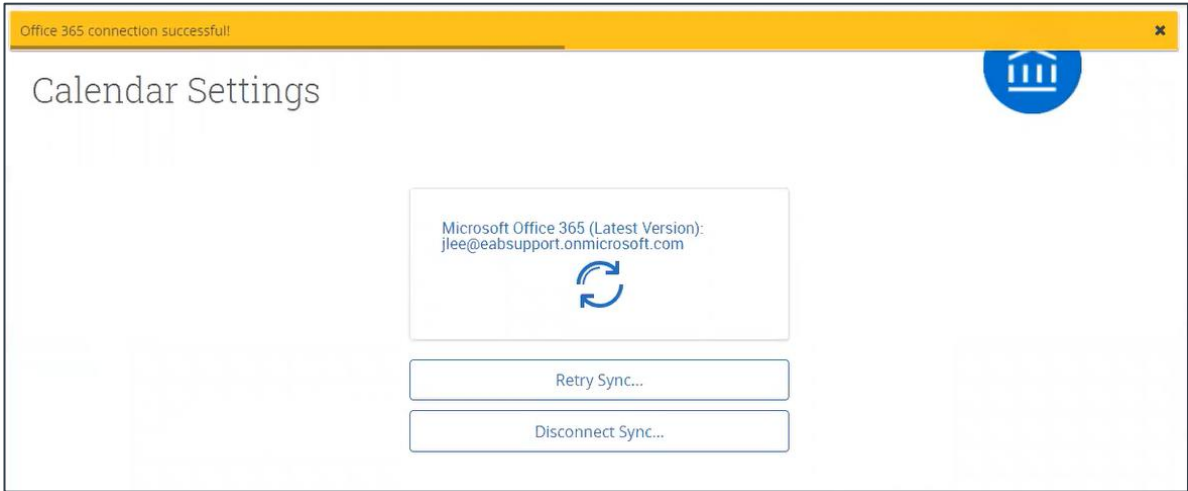 Office 365 connection successful!
Calendar Settings
Microsoft Office 365 (Latest Version):
jlee@eabsupport.onmicrosoft.com
Retry Sync...
Disconnect Sync...